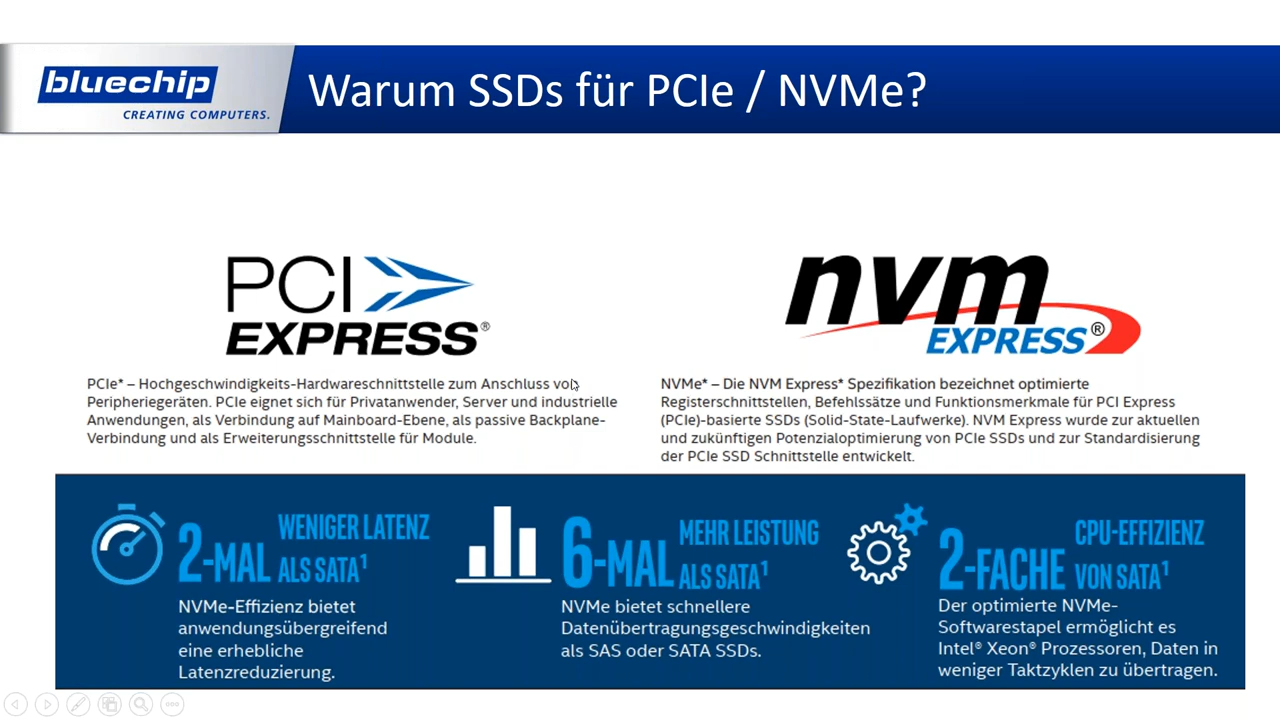 bluechip
CREATING COMPUTERS.
Warum SSDs für PCIe / NVMe?
PCI
EXPRESS®
PCIe* – Hochgeschwindigkeits-Hardwareschnittstelle zum Anschluss von
Peripheriegeräten. PCIe eignet sich für Privatanwender, Server und industrielle
Anwendungen, als Verbindung auf Mainboard-Ebene, als passive Backplane-
Verbindung und als Erweiterungsschnittstelle für Module.
nvm
EXPRESS®
NVMe* – Die NVM Express* Spezifikation bezeichnet optimierte
Registerschnittstellen, Befehlssätze und Funktionsmerkmale für PCI Express
(PCIe)-basierte SSDs (Solid-State-Laufwerke). NVM Express wurde zur aktuellen
und zukünftigen Potenzialoptimierung von PCIe SSDs und zur Standardisierung
der PCIe SSD Schnittstelle entwickelt.
2-MAL WENIGER LATENZ
ALS SATA¹
NVMe-Effizienz bietet
anwendungsübergreifend
eine erhebliche
Latenzreduzierung.
6-MAL MEHR LEISTUNG
ALS SATA¹
NVMe bietet schnellere
Datenübertragungsgeschwindigkeiten
als SAS oder SATA SSDs.
2-FACHE CPU-EFFIZIENZ
VON SATA¹
Der optimierte NVMe-
Softwarestapel ermöglicht es
Intel® Xeon® Prozessoren, Daten in
weniger Taktzyklen zu übertragen.